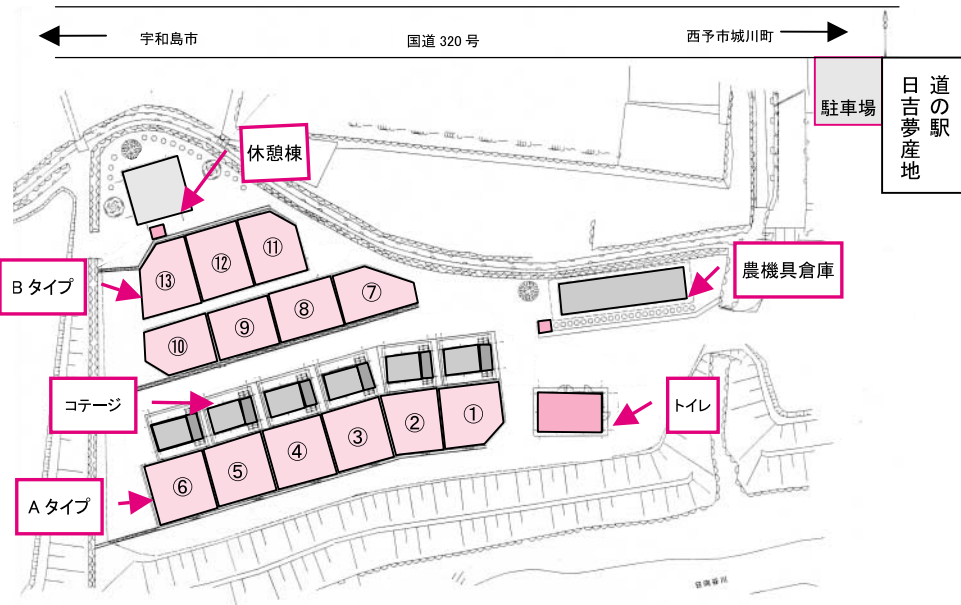 宇和島市
国道 320 号
西予市城川町
駐車場
道の駅
日吉夢産地
休憩棟
⑪
⑫
⑬
B タイプ
農機具倉庫
⑦
⑧
⑨
⑩
コテージ
トイレ
①
②
③
④
⑤
⑥
A タイプ